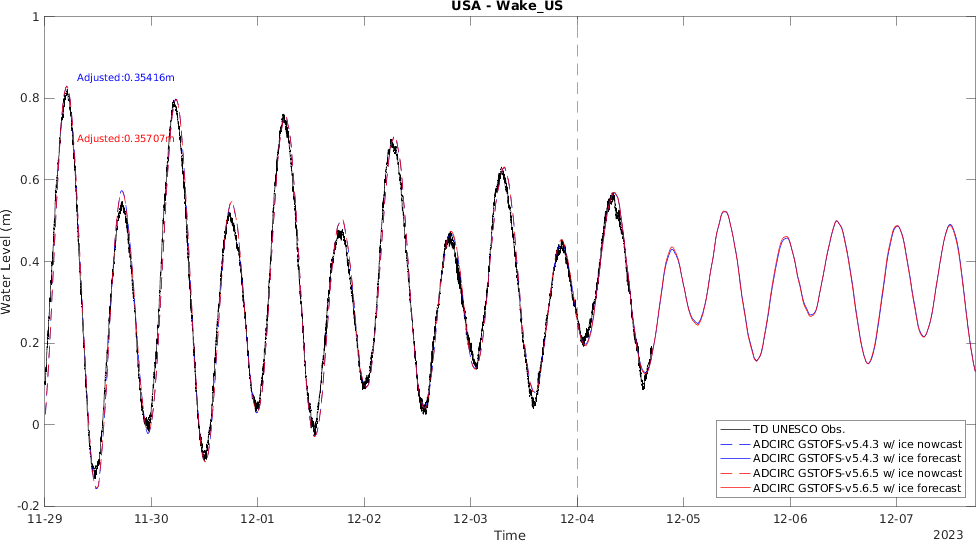 USA - Wake_US
1
Adjusted:0.35416m
0.8
Adjusted:0.35707m
0.6
Water Level (m)
0.4
0.2
0
-0.2
TD UNESCO Obs.
ADCIRC GSTOFS-v5.4.3 w/ ice nowcast
ADCIRC GSTOFS-v5.4.3 w/ ice forecast
ADCIRC GSTOFS-v5.6.5 w/ ice nowcast
ADCIRC GSTOFS-v5.6.5 w/ ice forecast
11-29 11-30 12-01 12-02 12-03 12-04 12-05 12-06 12-07
Time
2023